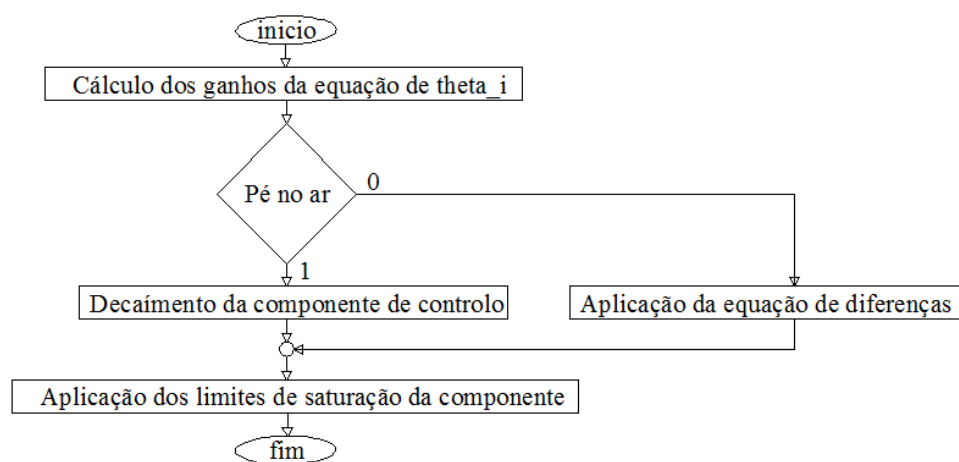 inicio
Cálculo dos ganhos da equação de theta_i
Pé no ar
0
1
Decaímento da componente de controlo
Aplicação da equação de diferenças
Aplicação dos limites de saturação da componente
fim